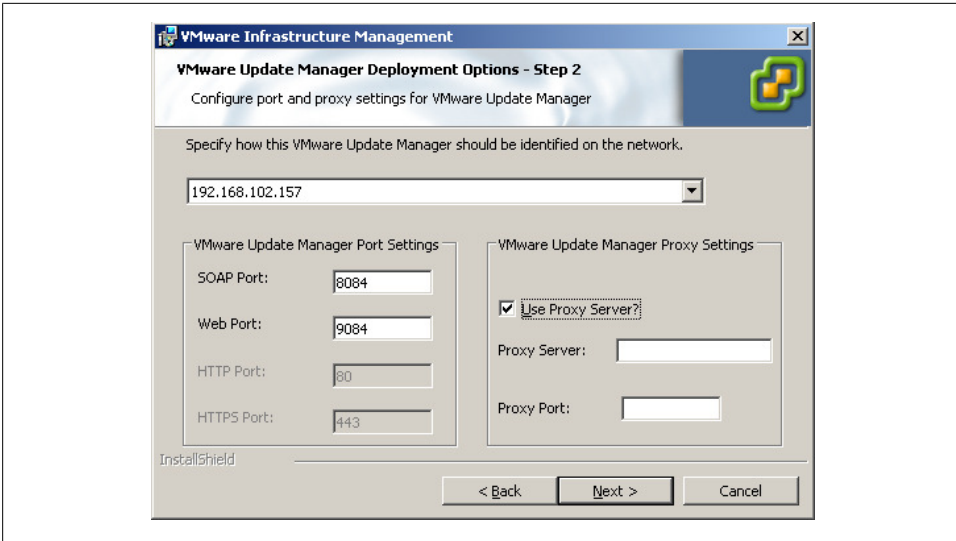 VMware Infrastructure Management
VMware Update Manager Deployment Options - Step 2
Configure port and proxy settings for VMware Update Manager
Specify how this VMware Update Manager should be identified on the network.
192.168.102.157
VMware Update Manager Port Settings
SOAP Port: 8084
Web Port: 9084
HTTP Port: 80
HTTPS Port: 443
VMware Update Manager Proxy Settings
Use Proxy Server?
Proxy Server:
Proxy Port:
InstallShield
< Back Next > Cancel